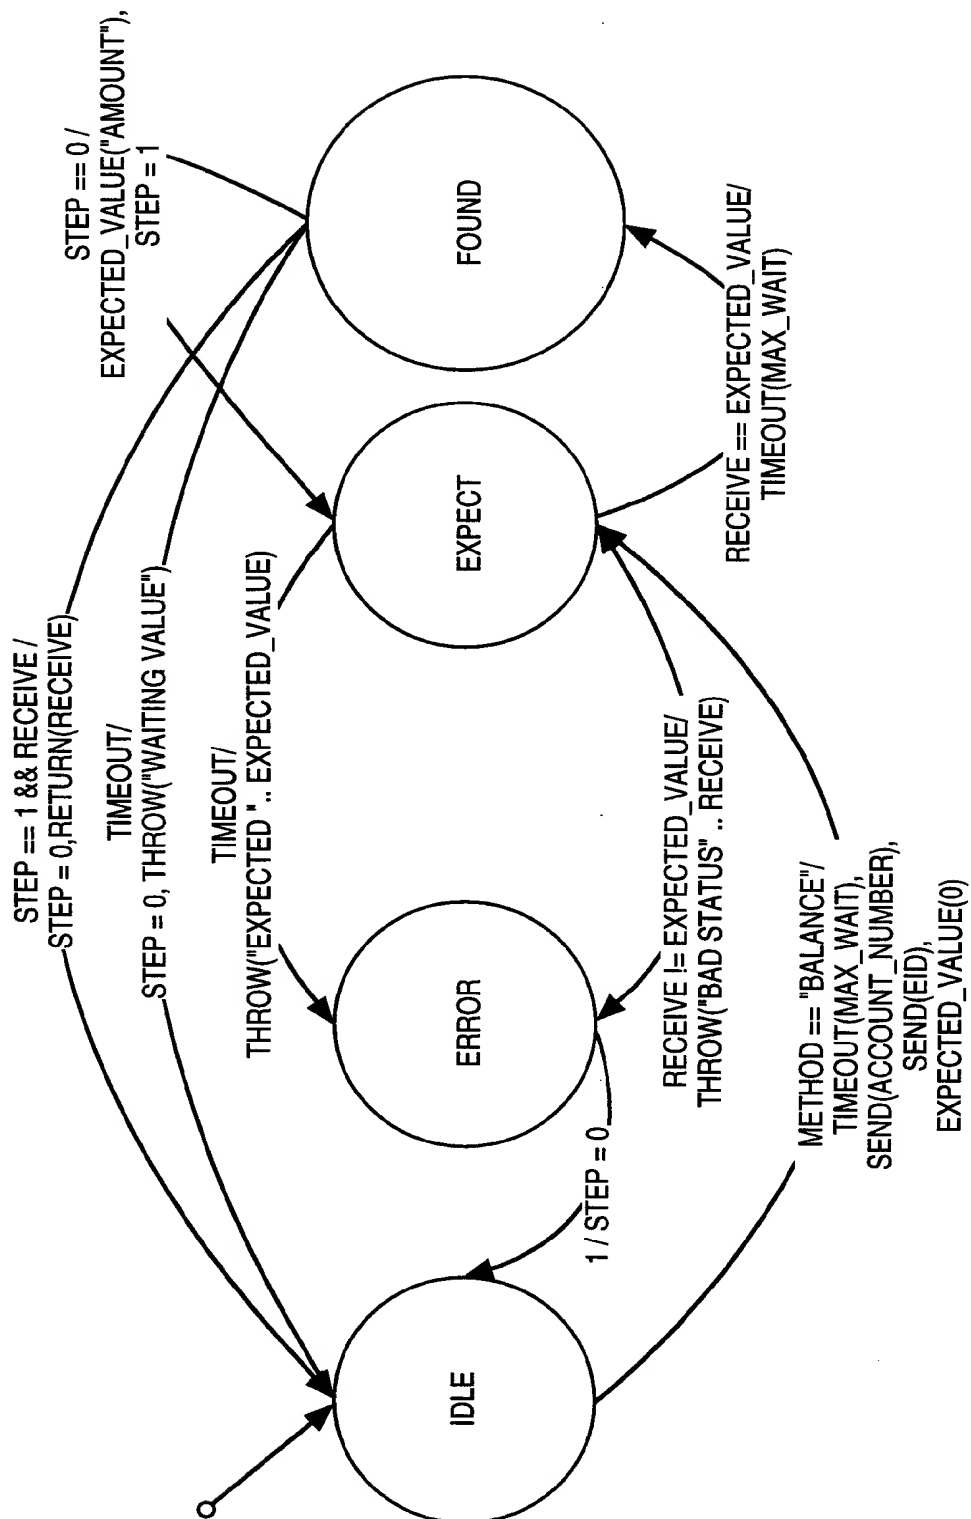 STEP == 1 && RECEIVE /
STEP = 0,RETURN(RECEIVE)
TIMEOUT/
STEP = 0, THROW("WAITING VALUE")
TIMEOUT/
THROW("EXPECTED ".. EXPECTED_VALUE)
STEP == 0 /
EXPECTED_VALUE("AMOUNT"),
STEP = 1
IDLE
ERROR
EXPECT
FOUND
1 / STEP = 0
RECEIVE != EXPECTED_VALUE/
THROW("BAD STATUS" .. RECEIVE)
RECEIVE == EXPECTED_VALUE/
TIMEOUT(MAX_WAIT)
METHOD == "BALANCE"/
TIMEOUT(MAX_WAIT),
SEND(ACCOUNT_NUMBER),
SEND(EID),
EXPECTED_VALUE(0)